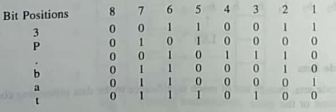 Bit Positions 8 7 6 5 4 3 2 1
3 0 0 1 1 0 0 1 1
P 0 1 0 1 0 0 0 0
. 0 0 1 0 1 1 1 0
b 0 1 1 0 0 0 1 0
a 0 1 1 0 0 0 0 1
t 0 1 1 1 0 1 0 0